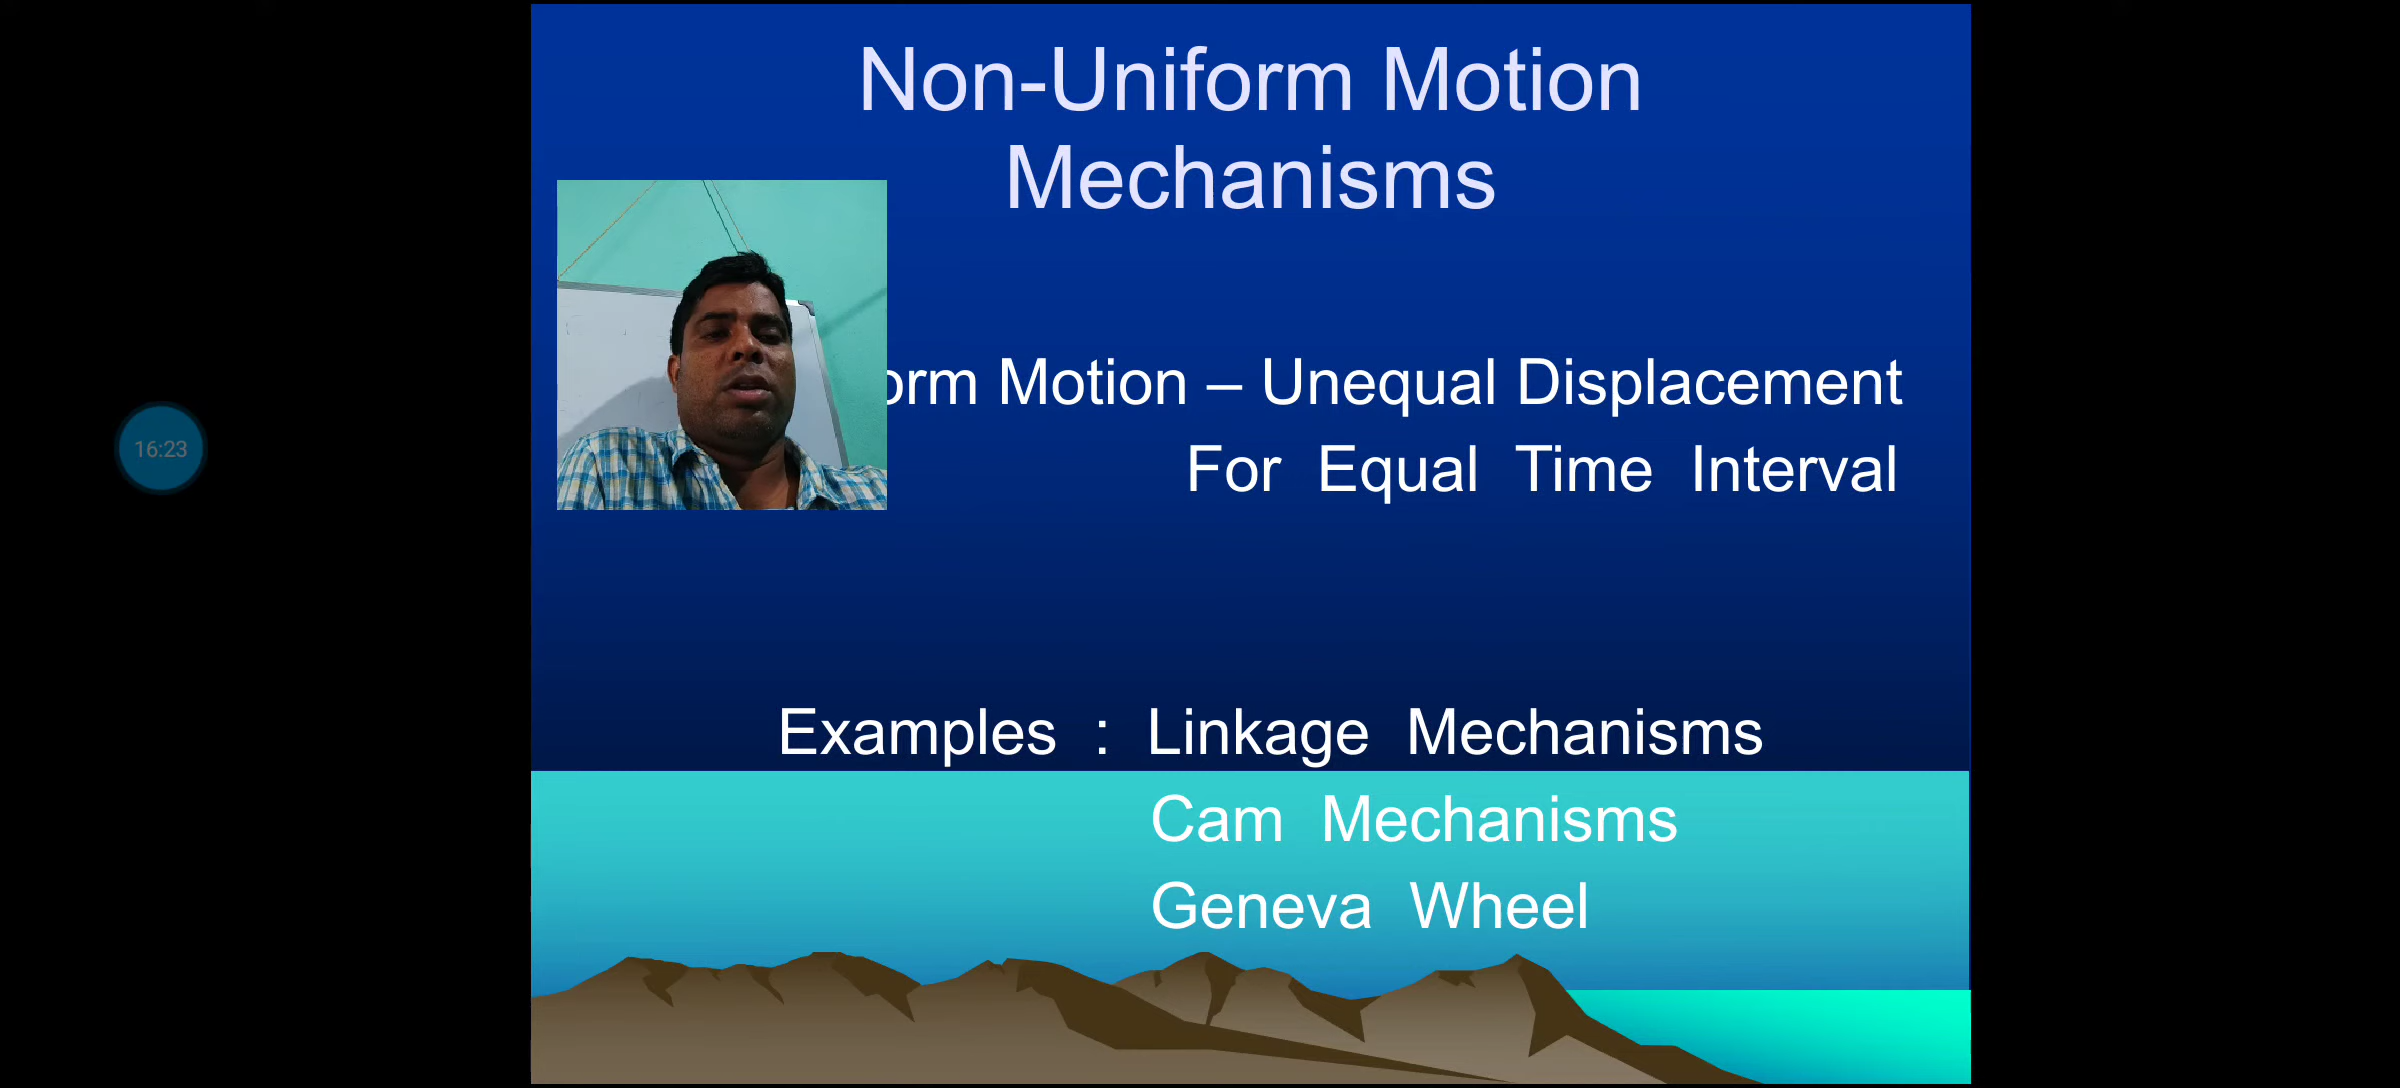 Non-Uniform Motion
Mechanisms
Motion – Unequal Displacement
For Equal Time Interval
16:23
Examples : Linkage Mechanisms
Cam Mechanisms
Geneva Wheel